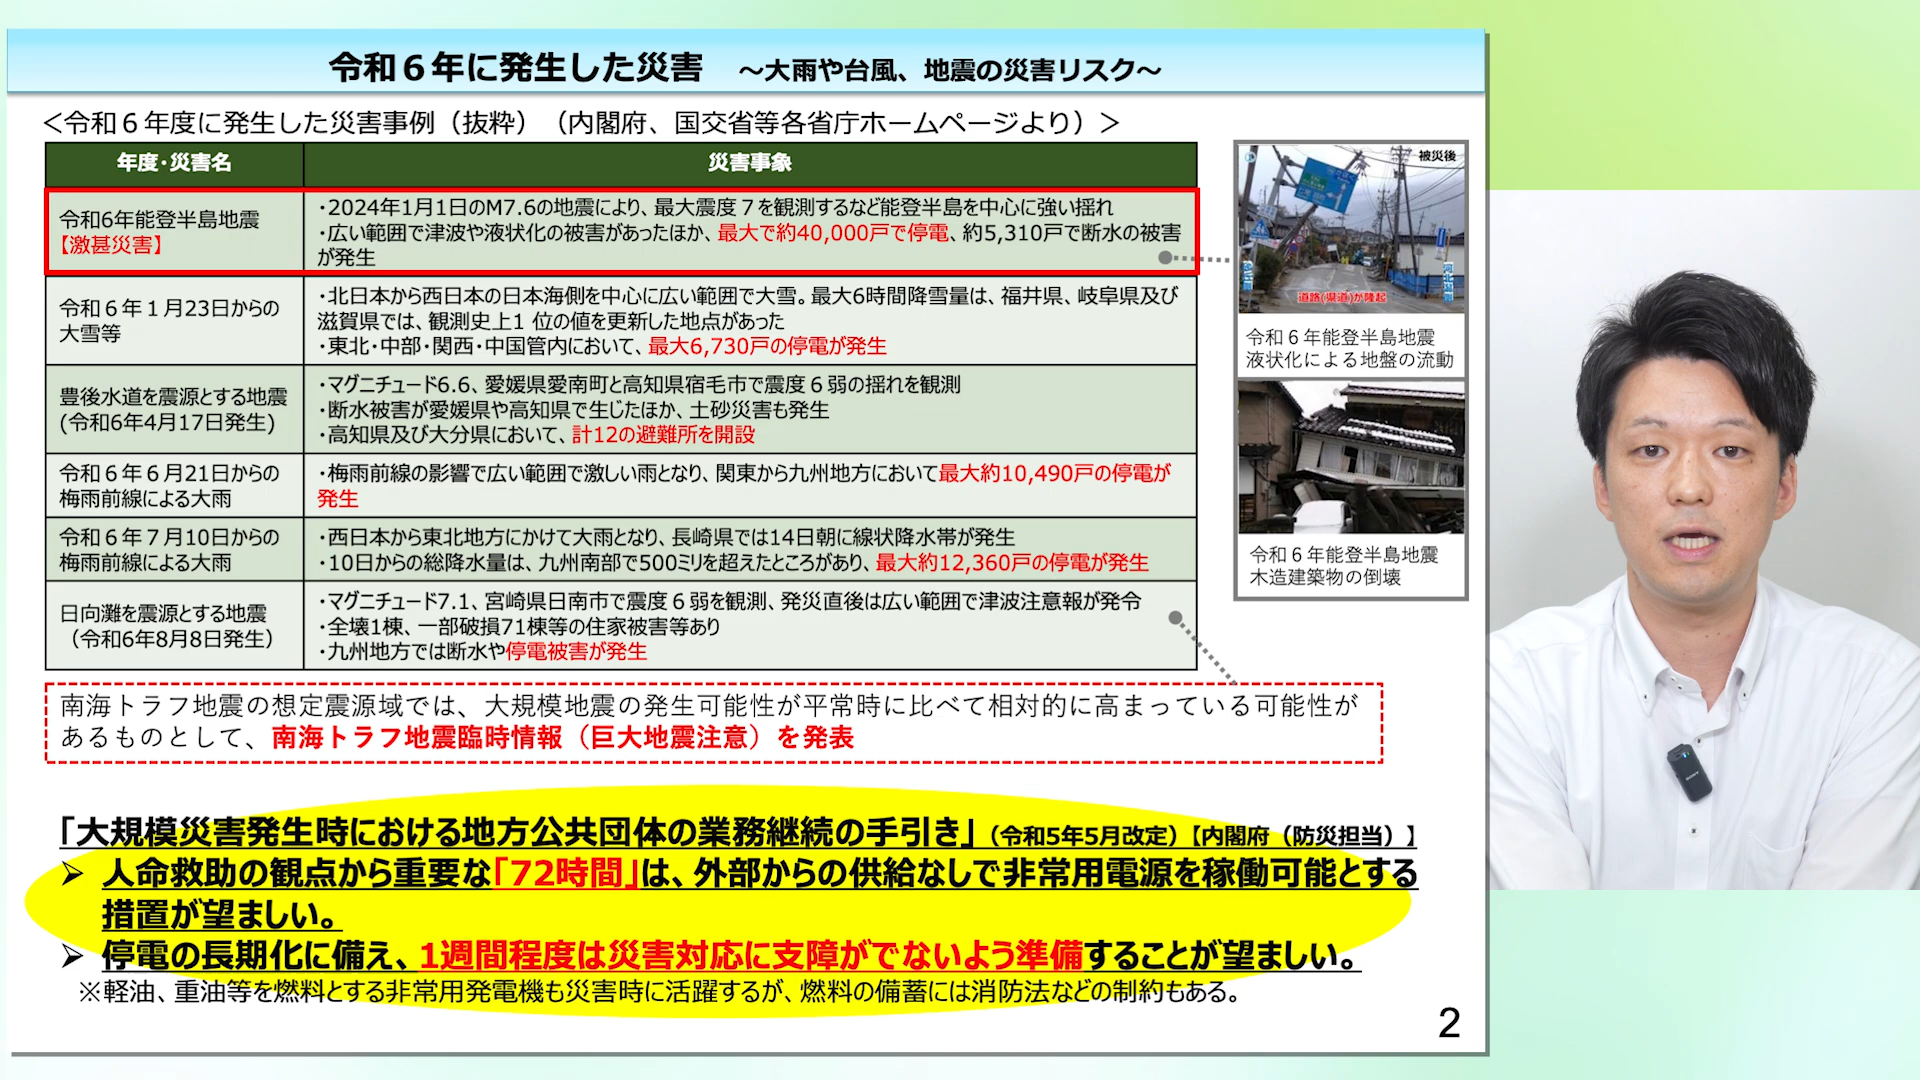 令和６年に発生した災害　～大雨や台風、地震の災害リスク～
＜令和６年度に発生した災害事例（抜粋）（内閣府、国交省等各省庁ホームページより）＞
年度・災害名
災害事象
令和6年能登半島地震
【激甚災害】
・2024年1月1日のM7.6の地震により、最大震度７を観測するなど能登半島を中心に強い揺れ
・広い範囲で津波や液状化の被害があったほか、最大で約40,000戸で停電、約5,310戸で断水の被害
が発生
令和６年１月23日からの
大雪等
・北日本から西日本の日本海側を中心に広い範囲で大雪。最大6時間降雪量は、福井県、岐阜県及び
滋賀県では、観測史上1 位の値を更新した地点があった
・東北・中部・関西・中国管内において、最大6,730戸の停電が発生
豊後水道を震源とする地震
(令和6年4月17日発生)
・マグニチュード6.6、愛媛県愛南町と高知県宿毛市で震度６弱の揺れを観測
・断水被害が愛媛県や高知県で生じたほか、土砂災害も発生
・高知県及び大分県において、計12の避難所を開設
令和６年６月21日からの
梅雨前線による大雨
・梅雨前線の影響で広い範囲で激しい雨となり、関東から九州地方において最大約10,490戸の停電が
発生
令和６年７月10日からの
梅雨前線による大雨
・西日本から東北地方にかけて大雨となり、長崎県では14日朝に線状降水帯が発生
・10日からの総降水量は、九州南部で500ミリを超えたところがあり、最大約12,360戸の停電が発生
日向灘を震源とする地震
（令和6年8月8日発生）
・マグニチュード7.1、宮崎県日南市で震度６弱を観測、発災直後は広い範囲で津波注意報が発令
・全壊1棟、一部破損71棟等の住家被害等あり
・九州地方では断水や停電被害が発生
被災後
道路(県道)が隆起
令和６年能登半島地震
液状化による地盤の流動
令和６年能登半島地震
木造建築物の倒壊
南海トラフ地震の想定震源域では、大規模地震の発生可能性が平常時に比べて相対的に高まっている可能性が
あるものとして、南海トラフ地震臨時情報（巨大地震注意）を発表
「大規模災害発生時における地方公共団体の業務継続の手引き」（令和5年5月改定）【内閣府（防災担当）】
➢ 人命救助の観点から重要な「72時間」は、外部からの供給なしで非常用電源を稼働可能とする
措置が望ましい。
➢ 停電の長期化に備え、1週間程度は災害対応に支障がでないよう準備することが望ましい。
※軽油、重油等を燃料とする非常用発電機も災害時に活躍するが、燃料の備蓄には消防法などの制約もある。
2
SONY